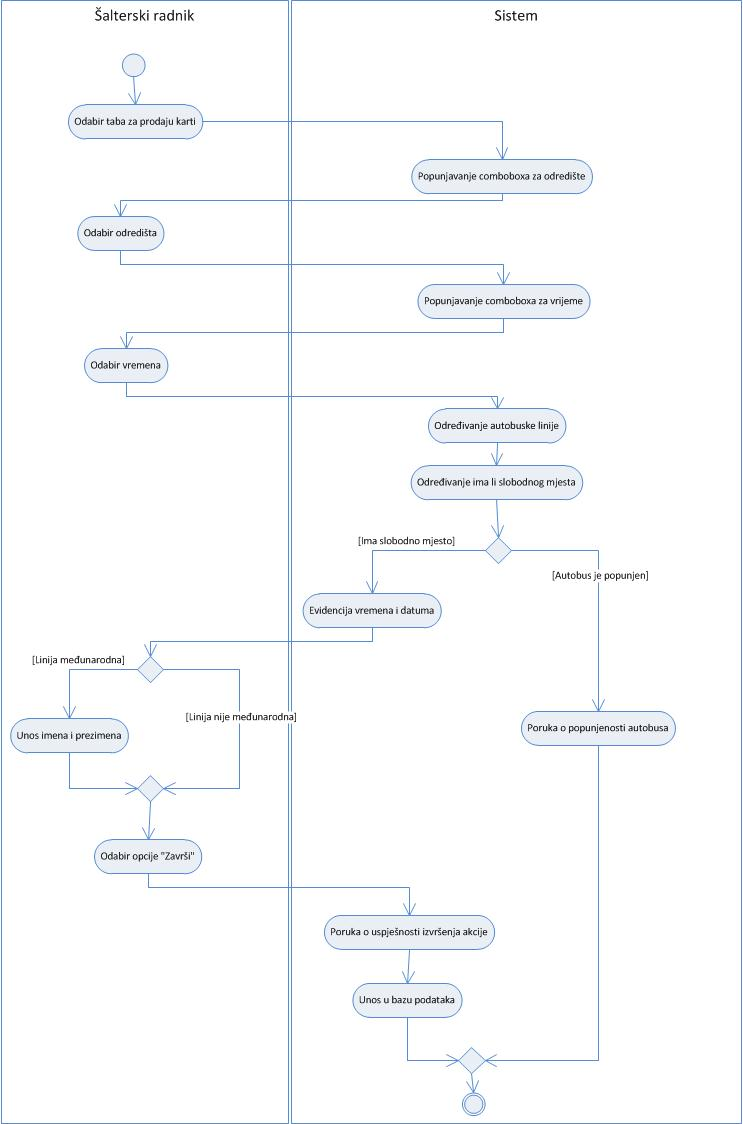 Šalterski radnik
Sistem
Odabir taba za prodaju karti
Popunjavanje comboboxa za odredište
Odabir odredišta
Popunjavanje comboboxa za vrijeme
Odabir vremena
Određivanje autobuske linije
Određivanje ima li slobodnog mjesta
[Ima slobodno mjesto]
[Autobus je popunjen]
Evidencija vremena i datuma
[Linija međunarodna]
[Linija nije međunarodna]
Unos imena i prezimena
Poruka o popunjenosti autobusa
Odabir opcije "Završi"
Poruka o uspješnosti izvršenja akcije
Unos u bazu podataka